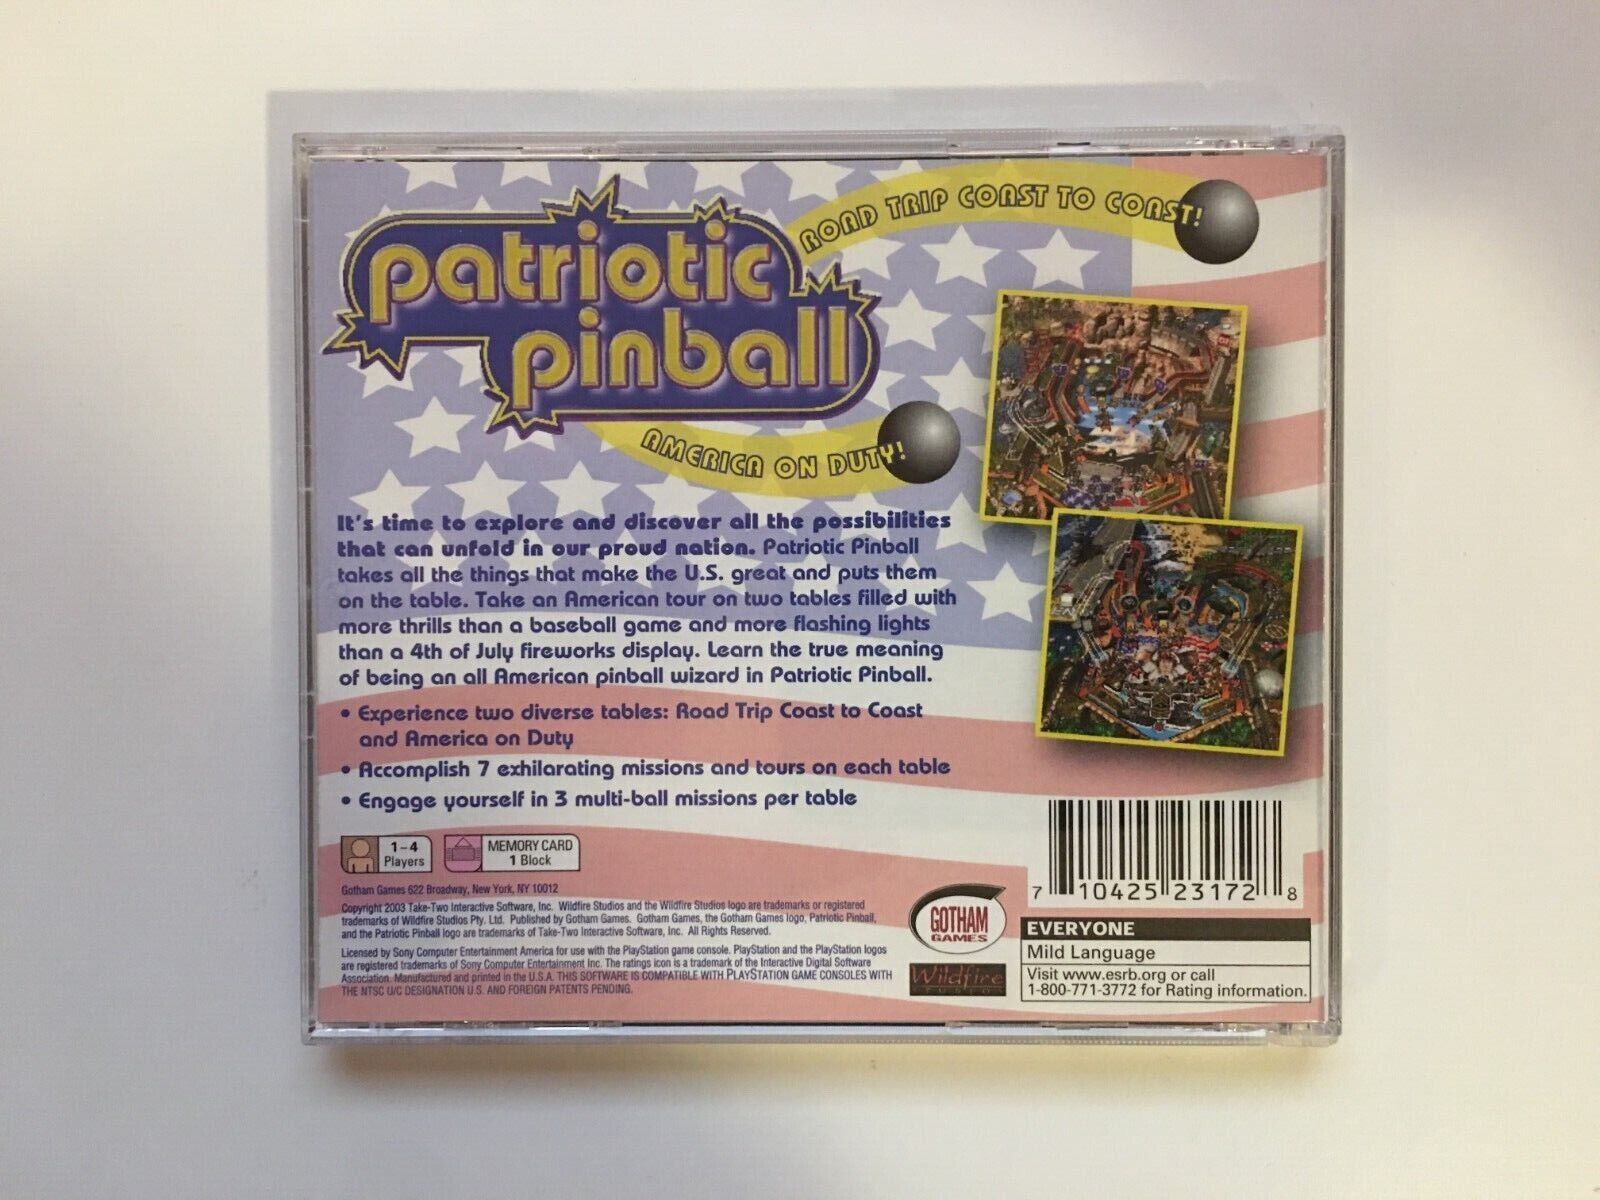 ROAD TRIP COAST TO COAST!
patriotic
pinball
AMERICA ON DUTY!
It's time to explore and discover all the possibilities
that can unfold in our proud nation. Patriotic Pinball
takes all the things that make the U.S. great and puts them
on the table. Take an American tour on two tables filled with
more thrills than a baseball game and more flashing lights
than a 4th of July fireworks display. Learn the true meaning
of being an all American pinball wizard in Patriotic Pinball.
• Experience two diverse tables: Road Trip Coast to Coast
and America on Duty
• Accomplish 7 exhilarating missions and tours on each table
• Engage yourself in 3 multi-ball missions per table
1-4
Players
MEMORY CARD
1 Block
Gotham Games 622 Broadway, New York, NY 10012
Copyright 2003 Take-Two Interactive Software, Inc. Wildfire Studios and the Wildfire Studios logo are trademarks or registered
trademarks of Wildfire Studios Pty. Ltd. Published by Gotham Games. Gotham Games, the Gotham Games logo, Patriotic Pinball,
and the Patriotic Pinball logo are trademarks of Take-Two Interactive Software, Inc. All Rights Reserved.
Licensed by Sony Computer Entertainment America for use with the PlayStation game console. PlayStation and the PlayStation logos
are registered trademarks of Sony Computer Entertainment Inc. The ratings icon is a trademark of the Interactive Digital Software
Association. Manufactured and printed in the U.S.A. THIS SOFTWARE IS COMPATIBLE WITH PLAYSTATION GAME CONSOLES WITH
THE NTSC U/C DESIGNATION U.S. AND FOREIGN PATENTS PENDING.
GOTHAM
GAMES
Wildfire
STUDIOS
7 10425 23172 8
EVERYONE
Mild Language
Visit www.esrb.org or call
1-800-771-3772 for Rating information.